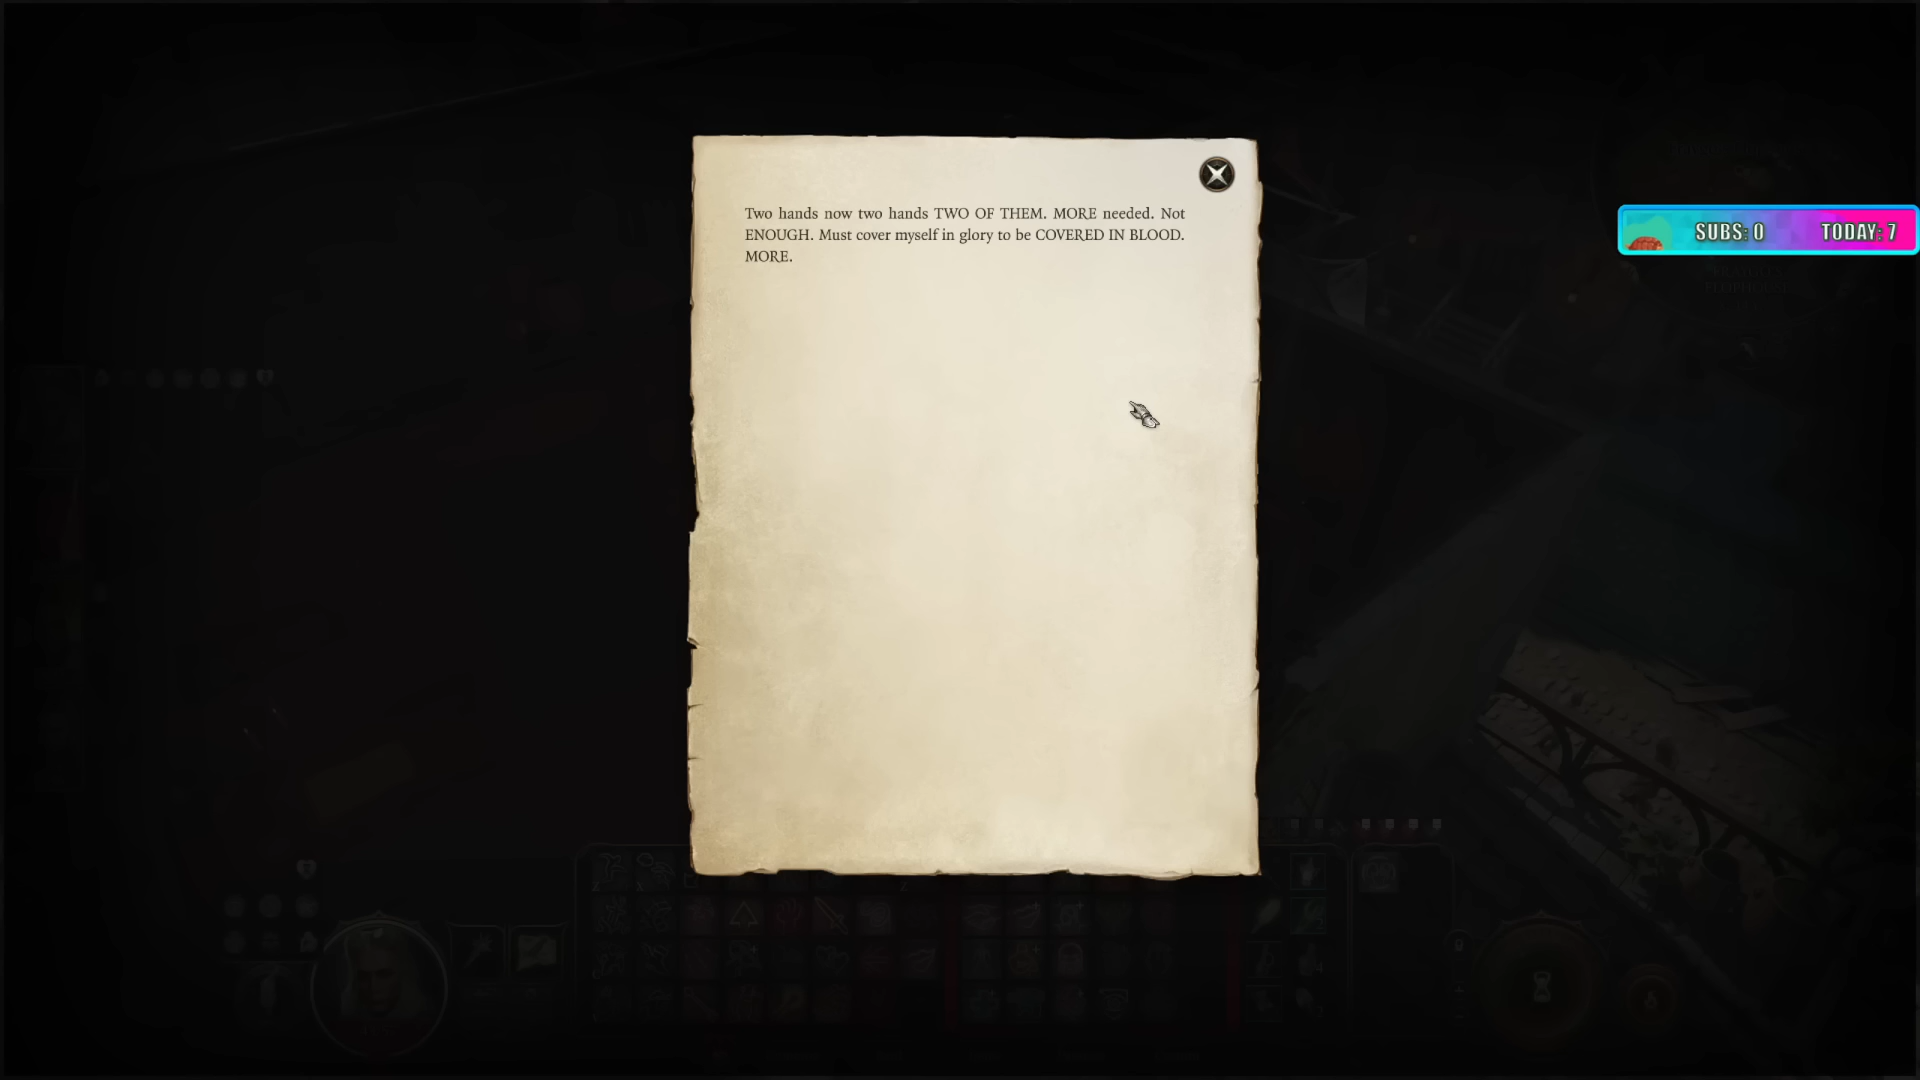 Two hands now two hands TWO OF THEM. MORE needed. Not
ENOUGH. Must cover myself in glory to be COVERED IN BLOOD.
MORE.
SUBS: 0 TODAY: 7